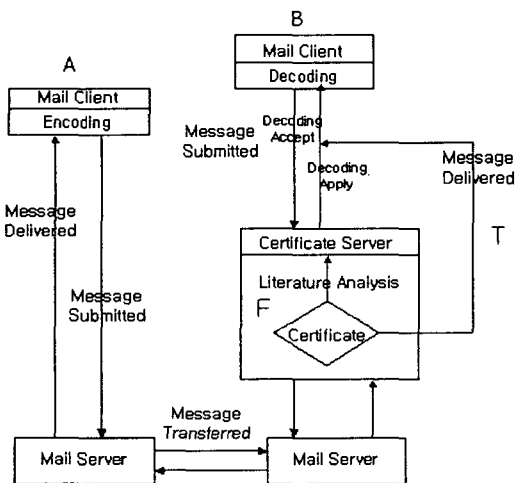 A
Mail Client
Encoding
Message
Delivered
Message
Submitted
Mail Server
Message
Transferred
B
Mail Client
Decoding
Message
Submitted
Decoding
Accept
Decoding
Apply
Message
Delivered
T
Certificate Server
Literature Analysis
F
Certificate
Mail Server